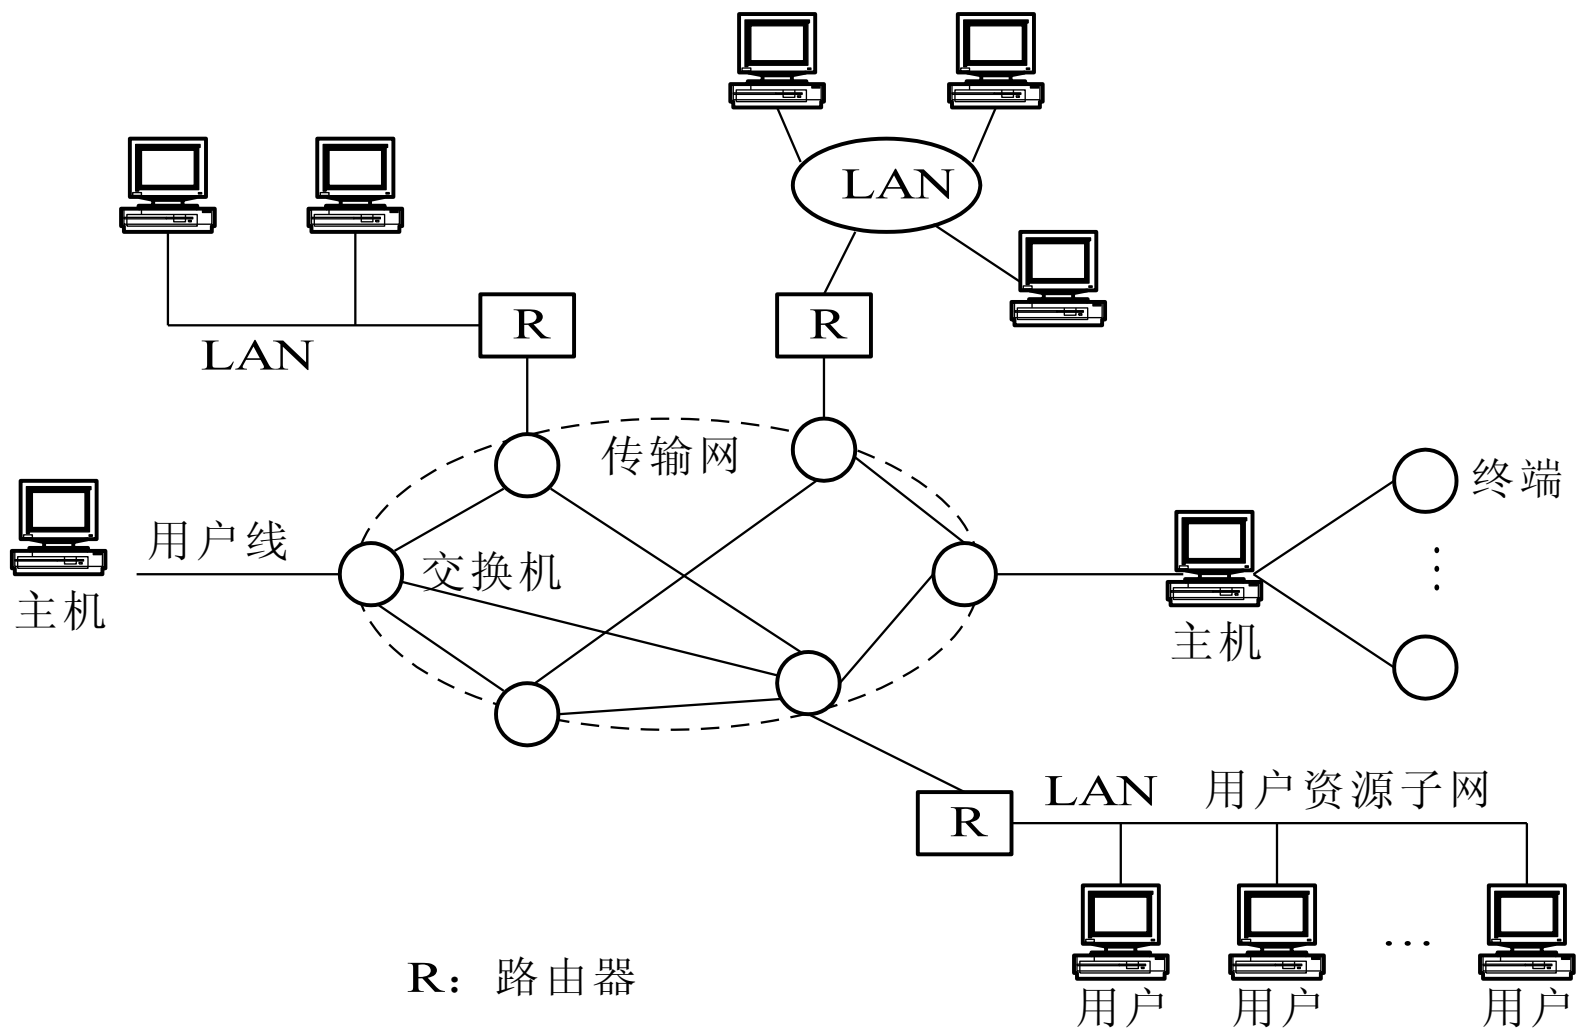 LAN
R
R
LAN
传输网
终端
用户线
交换机
主机
主机
⋮
R
LAN
用户资源子网
…
R：路由器
用户
用户
用户